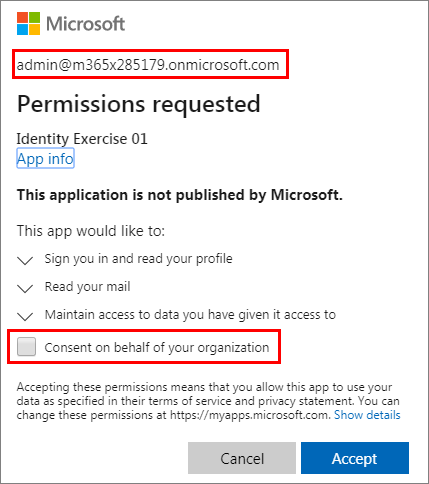 Microsoft
admin@m365x285179.onmicrosoft.com
Permissions requested
Identity Exercise 01
App info
This application is not published by Microsoft.
This app would like to:
Sign you in and read your profile
Read your mail
Maintain access to data you have given it access to
Consent on behalf of your organization
Accepting these permissions means that you allow this app to use your
data as specified in their terms of service and privacy statement. You can
change these permissions at https://myapps.microsoft.com. Show details
Cancel Accept